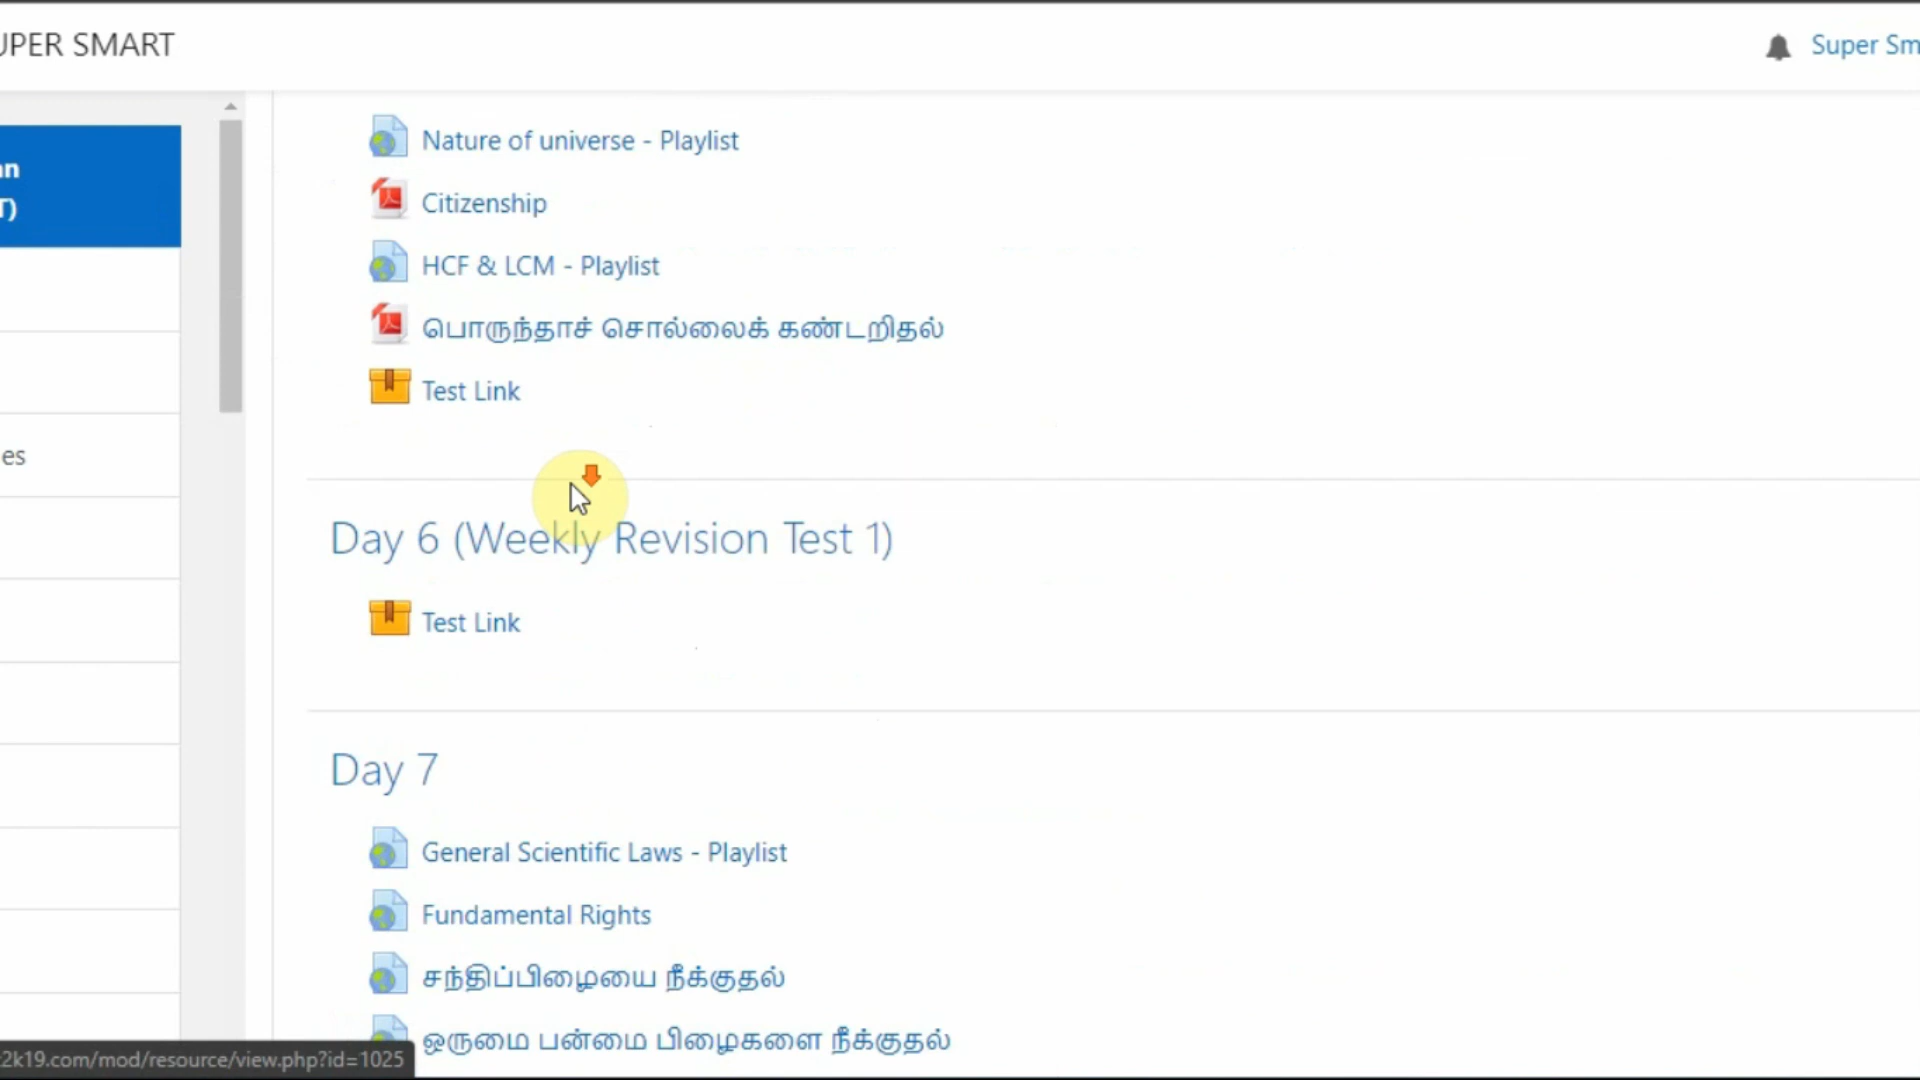 UPER SMART
Super Sm
an
T)
es
Nature of universe - Playlist
Citizenship
HCF & LCM - Playlist
பொருந்தாச் சொல்லைக் கண்டறிதல்
Test Link
Day 6 (Weekly Revision Test 1)
Test Link
Day 7
General Scientific Laws - Playlist
Fundamental Rights
சந்திப்பிழையை நீக்குதல்
ஒருமை பன்மை பிழைகளை நீக்குதல்
2k19.com/mod/resource/view.php?id=1025